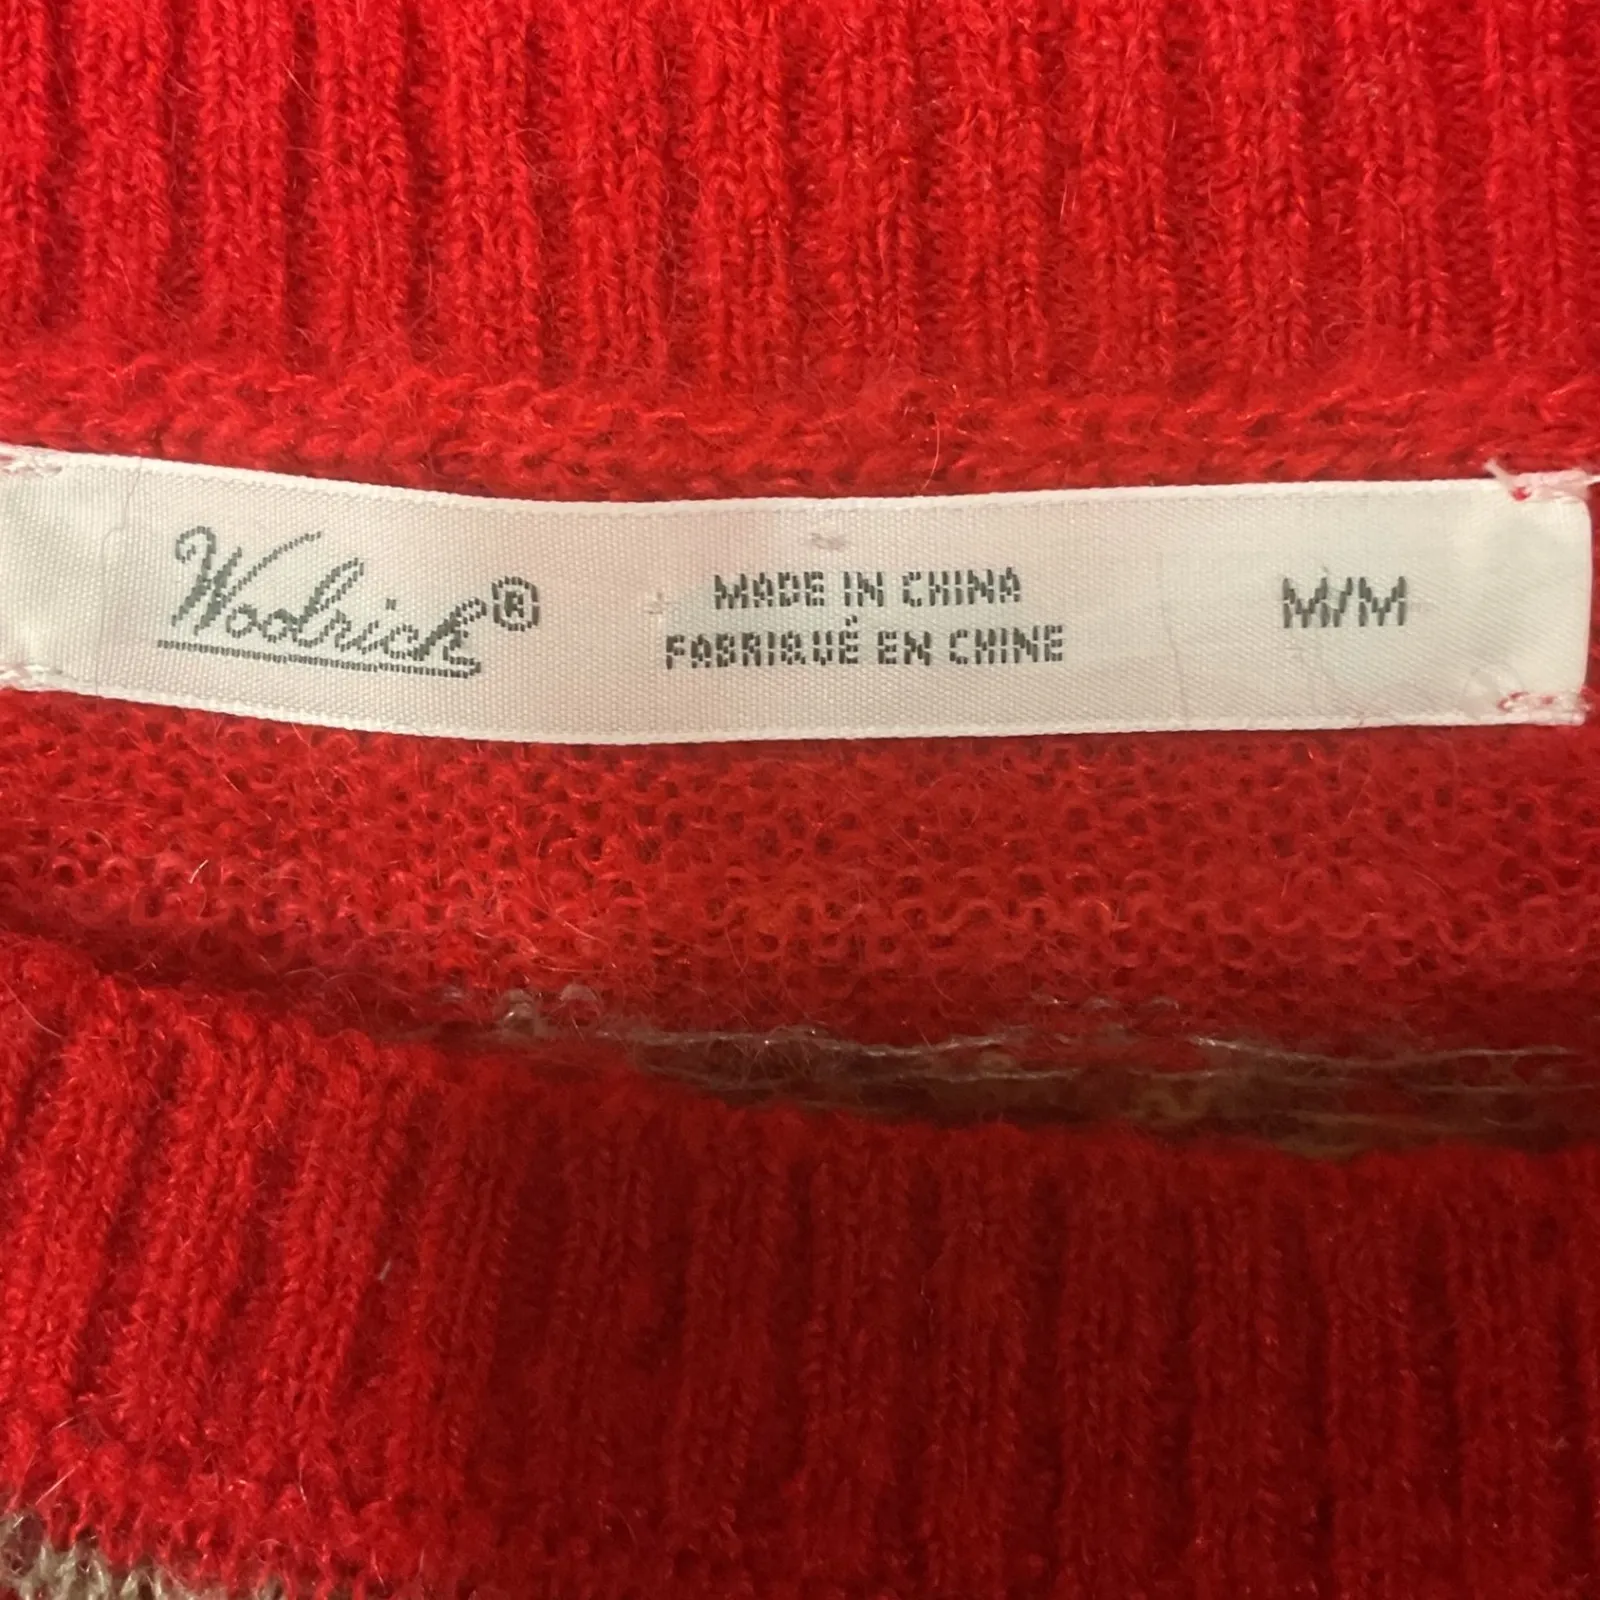 Woolrich®
MADE IN CHINA
FABRIQUÉ EN CHINE
M/M